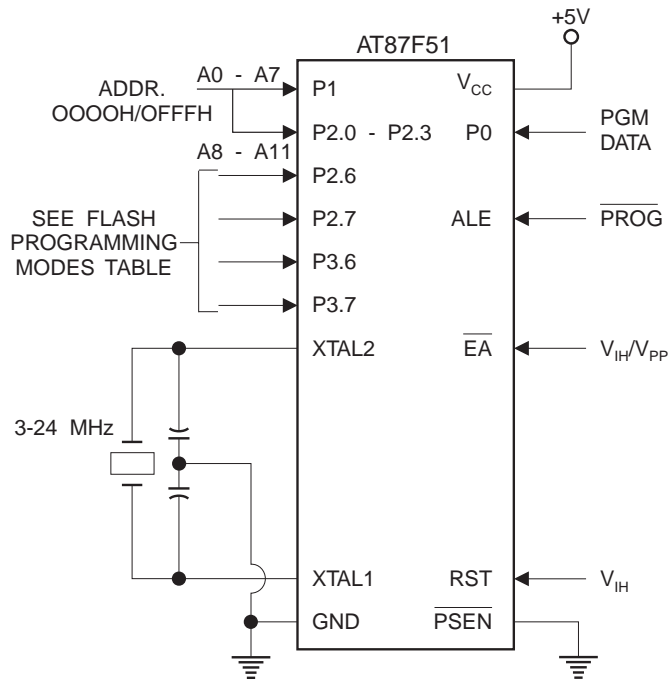 +5V
AT87F51
A0 - A7
ADDR.
OOOOH/OFFFH
P1
VCC
P2.0 - P2.3
P0
PGM
DATA
A8 - A11
P2.6
SEE FLASH
PROGRAMMING
MODES TABLE
P2.7
ALE
PROG
P3.6
P3.7
XTAL2
EA
VIH/VPP
3-24 MHz
XTAL1
RST
VIH
GND
PSEN